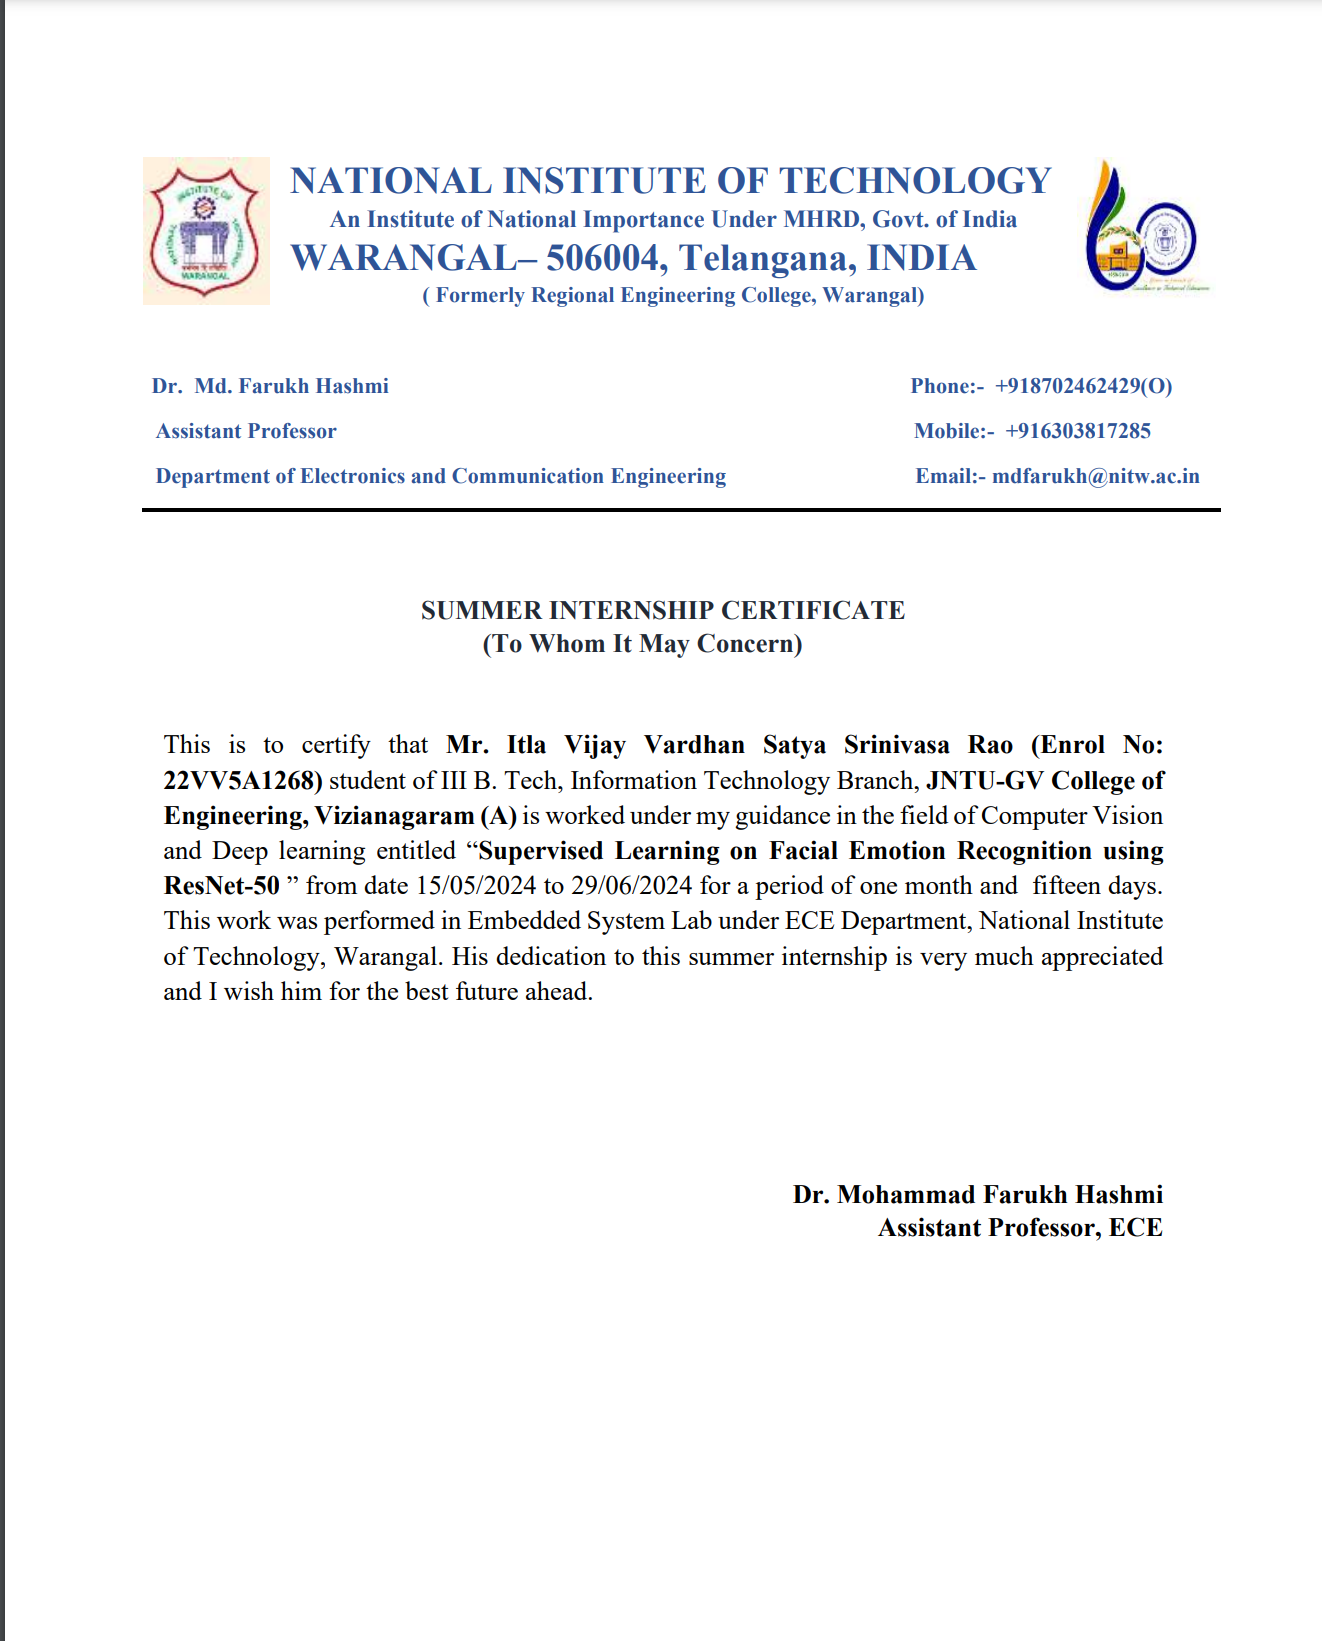 NATIONAL INSTITUTE OF TECHNOLOGY
An Institute of National Importance Under MHRD, Govt. of India
WARANGAL– 506004, Telangana, INDIA
( Formerly Regional Engineering College, Warangal)
WARANGAL
Dr. Md. Farukh Hashmi
Phone:- +918702462429(O)
Assistant Professor
Mobile:- +916303817285
Department of Electronics and Communication Engineering
Email:- mdfarukh@nitw.ac.in
SUMMER INTERNSHIP CERTIFICATE
(To Whom It May Concern)
This is to certify that Mr. Itla Vijay Vardhan Satya Srinivasa Rao (Enrol No:
22VV5A1268) student of III B. Tech, Information Technology Branch, JNTU-GV College of
Engineering, Vizianagaram (A) is worked under my guidance in the field of Computer Vision
and Deep learning entitled “Supervised Learning on Facial Emotion Recognition using
ResNet-50 ” from date 15/05/2024 to 29/06/2024 for a period of one month and fifteen days.
This work was performed in Embedded System Lab under ECE Department, National Institute
of Technology, Warangal. His dedication to this summer internship is very much appreciated
and I wish him for the best future ahead.
Dr. Mohammad Farukh Hashmi
Assistant Professor, ECE